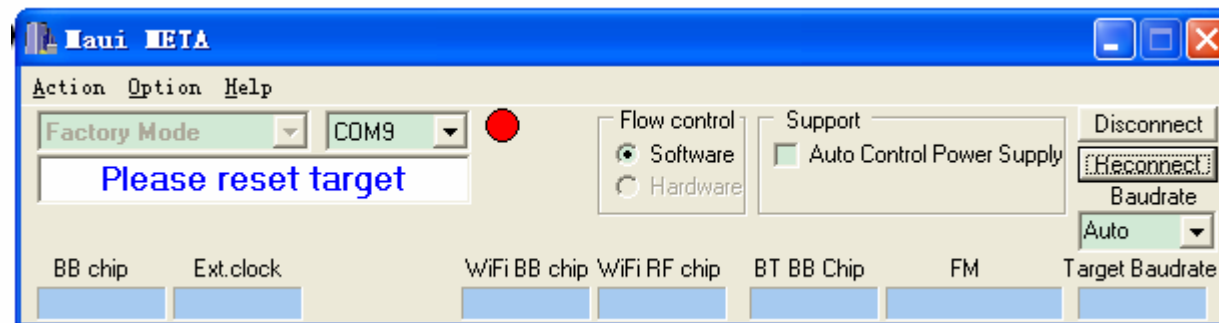 Maui META
Action Option Help
Factory Mode COM9
Please reset target
Flow control
Software
Hardware
Support
Auto Control Power Supply
Disconnect
Reconnect
Baudrate
Auto
BB chip Ext.clock WiFi BB chip WiFi RF chip BT BB Chip FM Target Baudrate